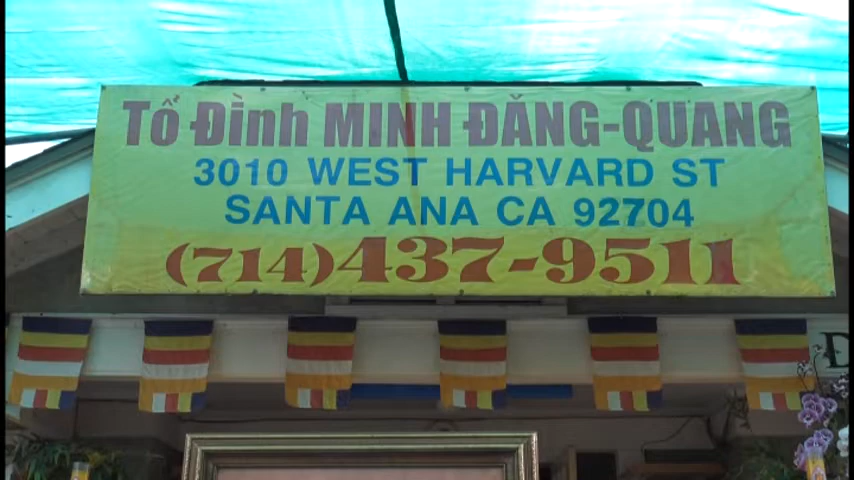 Tổ Đình MINH ĐĂNG-QUANG
3010 WEST HARVARD ST
SANTA ANA CA 92704
(714)437-9511